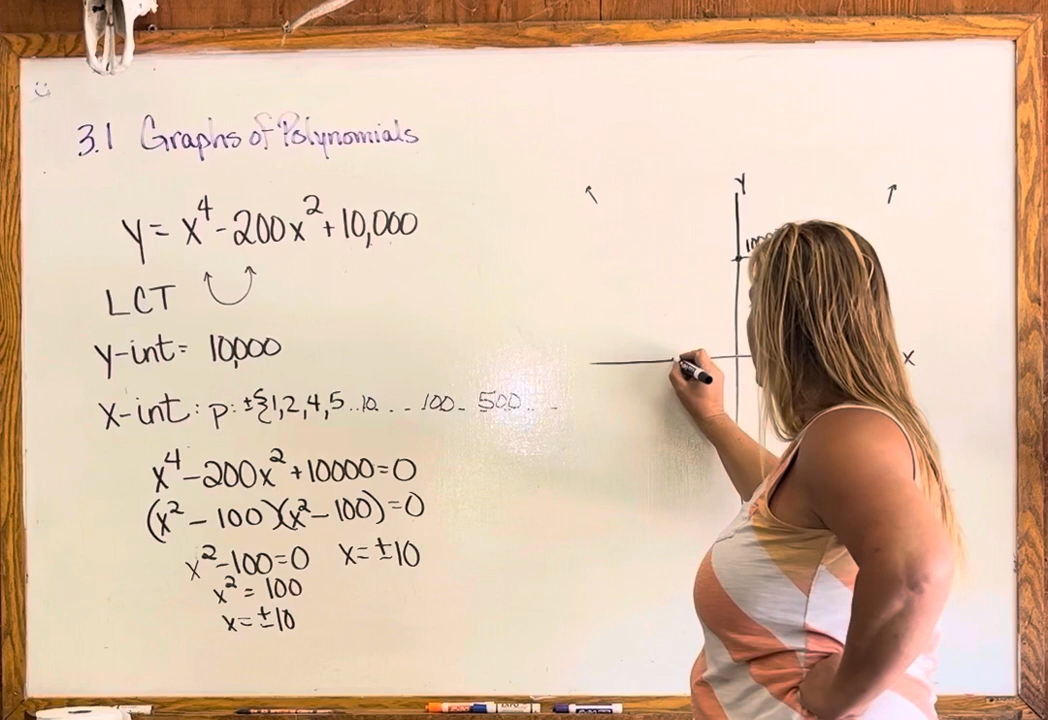 3.1 Graphs of Polynomials
y = x⁴ - 200x² + 10,000
LCT
y-int = 10,000
x-int: p: ±{1,2,4,5..10...100..500...
x⁴ - 200x² + 10000 = 0
(x² - 100)(x² - 100) = 0
x² - 100 = 0 x = ±10
x² = 100
x = ±10
Y
X